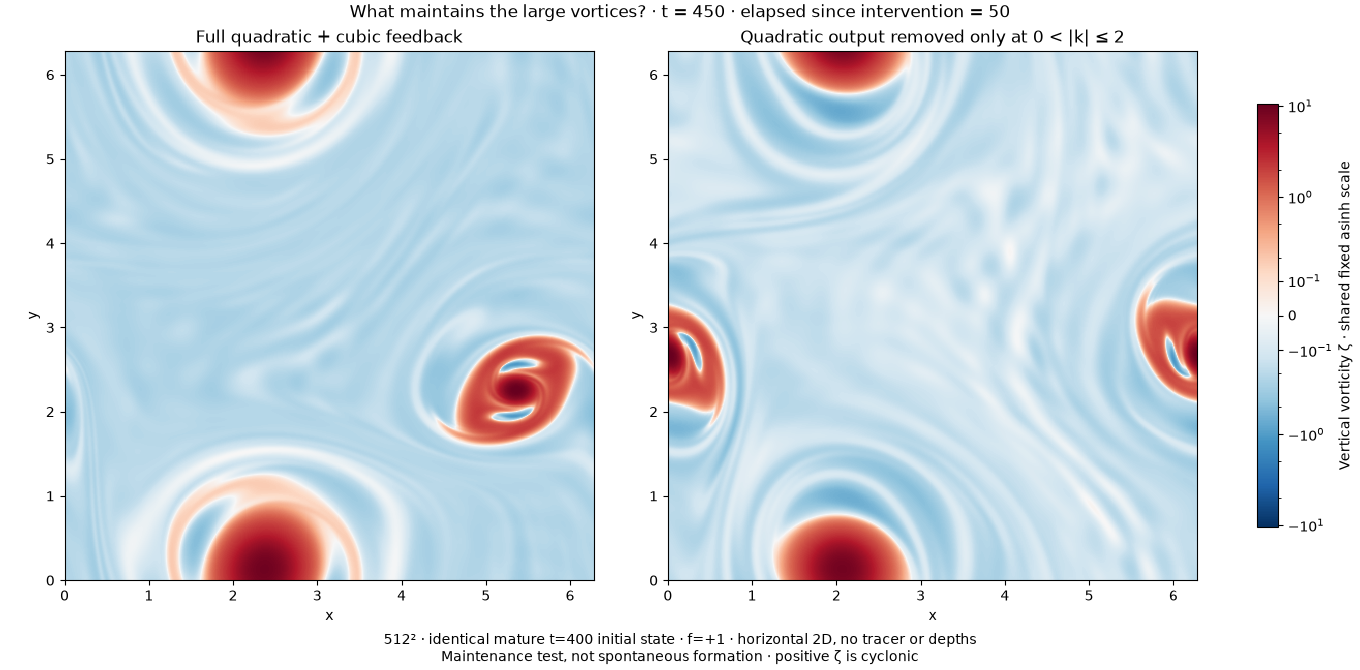 What maintains the large vortices? · t = 450 · elapsed since intervention = 50
Full quadratic + cubic feedback
Quadratic output removed only at 0 < |k| ≤ 2
6
5
4
3
2
1
0
y
0 1 2 3 4 5 6
x
6
5
4
3
2
1
0
y
0 1 2 3 4 5 6
x
10¹
10⁰
10⁻¹
0
−10⁻¹
−10⁰
−10¹
Vertical vorticity ζ · shared fixed asinh scale
512² · identical mature t=400 initial state · f=+1 · horizontal 2D, no tracer or depths
Maintenance test, not spontaneous formation · positive ζ is cyclonic